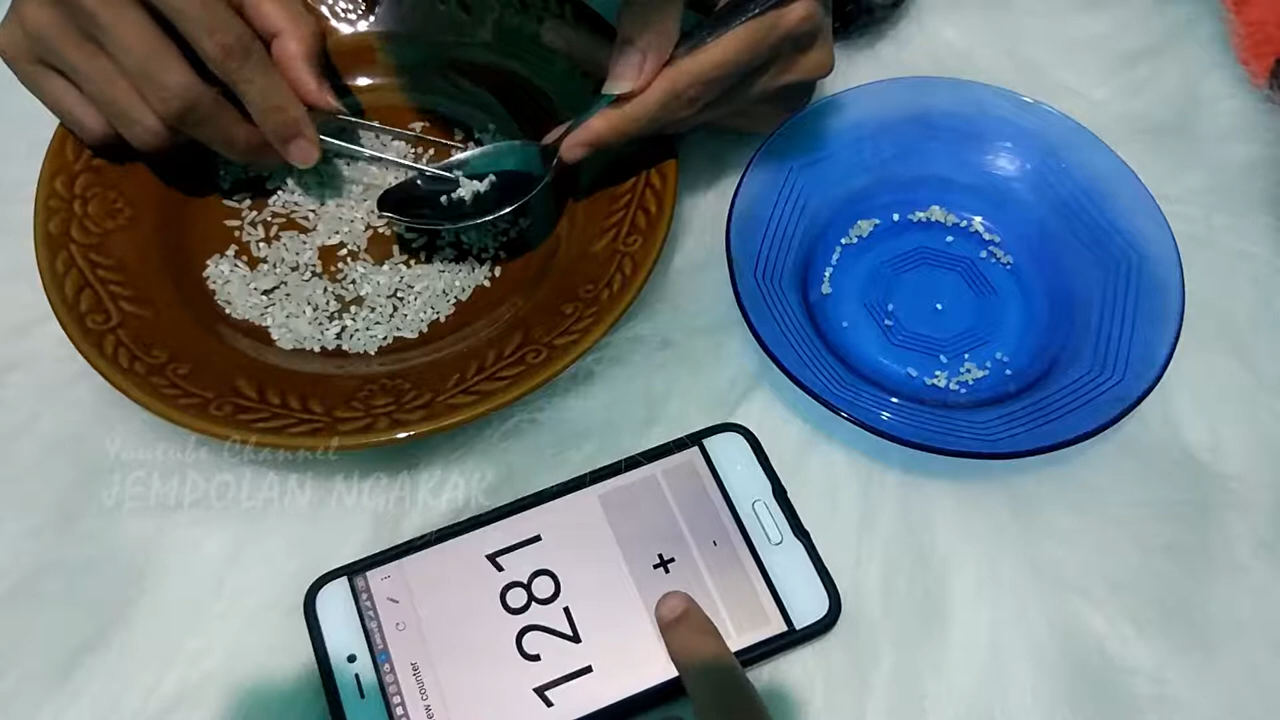 Youtube Channel
JEMPOLAN NGAKAK
1281
+
-
ew counter